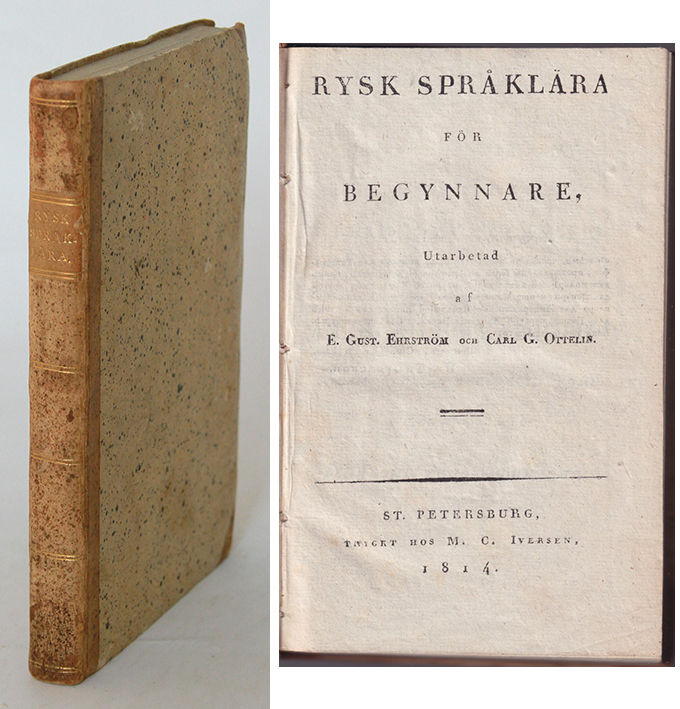 RYSK
SPRÅK-
LÄRA.
RYSK SPRÅKLÄRA
FÖR
BEGYNNARE,
Utarbetad
af
E. GUST. EHRSTRÖM OCH CARL G. OTTELIN.
ST. PETERSBURG,
TRYCKT HOS M. C. IVERSEN,
1814.